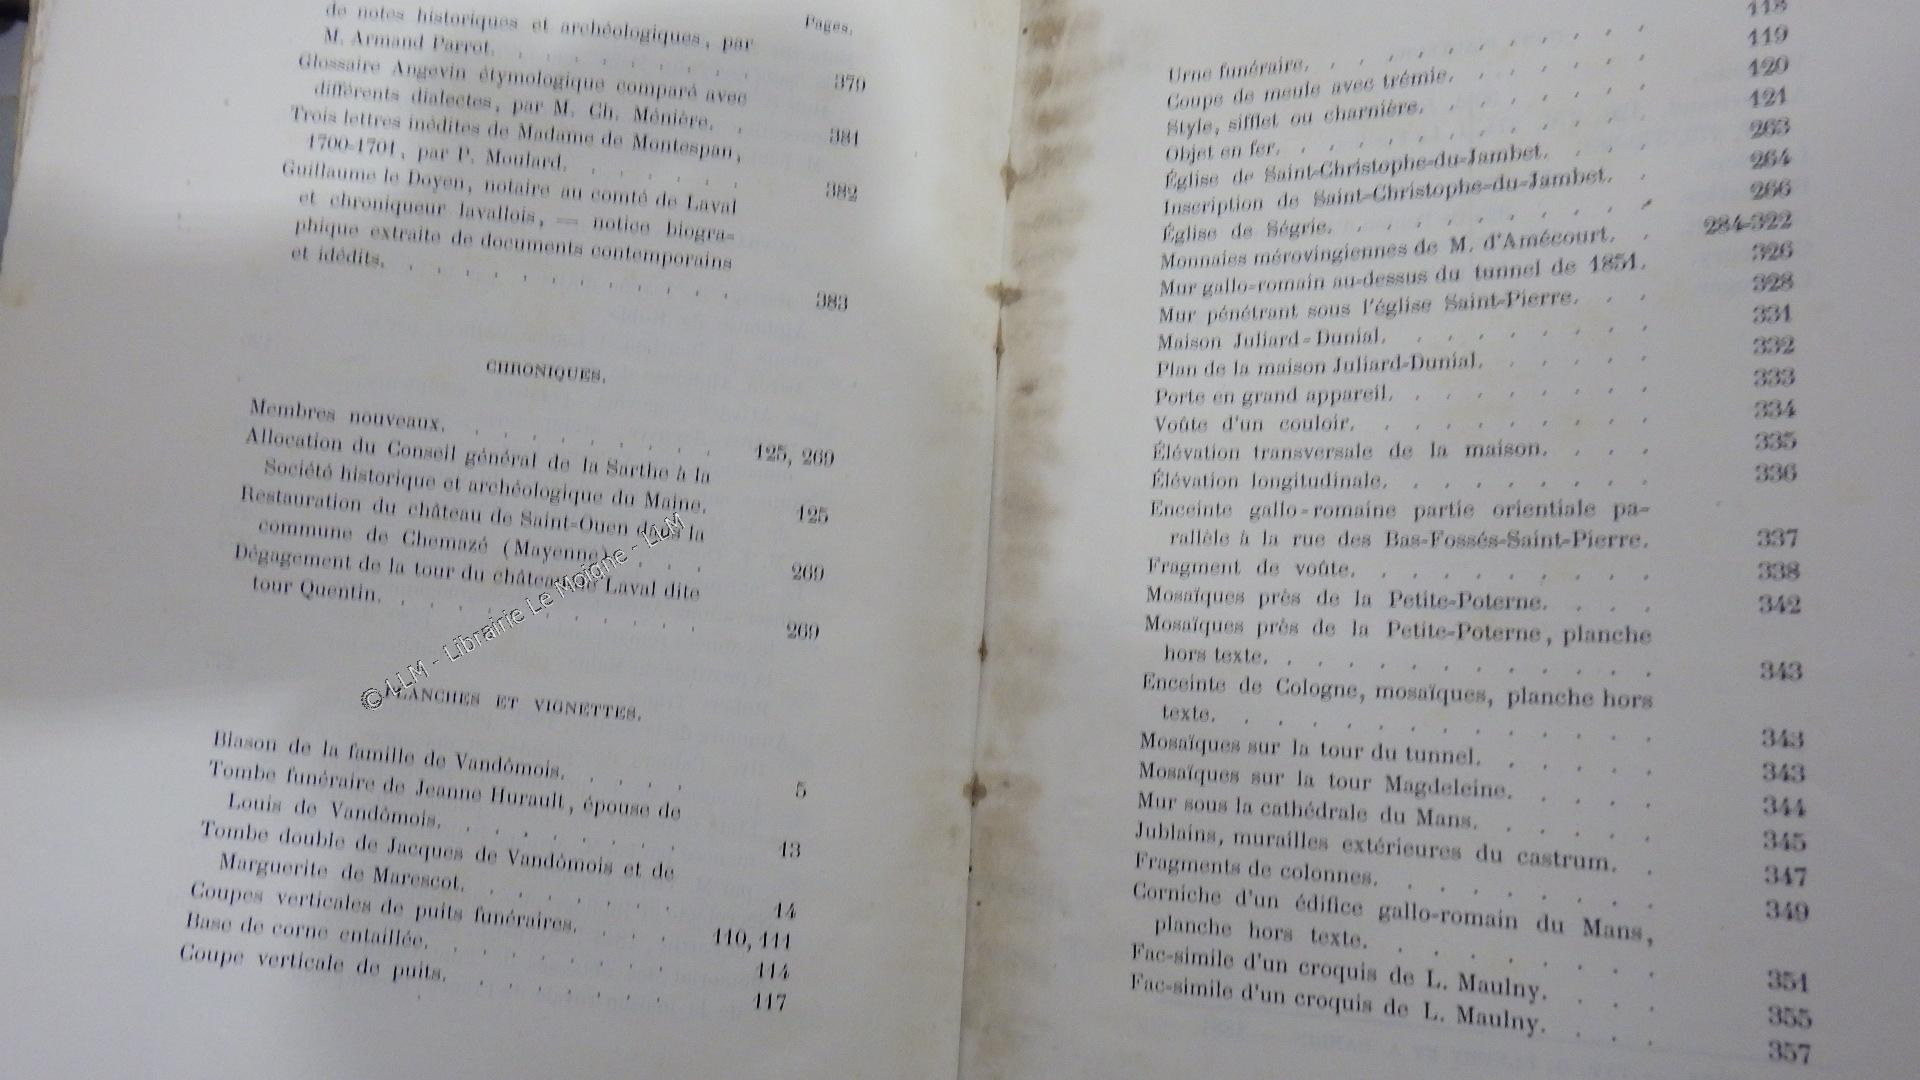 Pages.
de notes historiques et archéologiques, par
M. Armand Parrot. 379
Glossaire Angevin étymologique comparé avec
différents dialectes, par M. Ch. Ménière. 381
Trois lettres inédites de Madame de Montespan,
1700-1701, par P. Moulard. 382
Guillaume le Doyen, notaire au comté de Laval
et chroniqueur lavallois, — notice biogra-
phique extraite de documents contemporains
et idédits. 383
CHRONIQUES.
Membres nouveaux. 125, 269
Allocation du Conseil général de la Sarthe à la
Société historique et archéologique du Maine. 125
Restauration du château de Saint-Ouen dans la
commune de Chemazé (Mayenne) 269
Dégagement de la tour du château de Laval dite
tour Quentin. 269
© LLM - Librairie Le Moigne - LLM
PLANCHES ET VIGNETTES.
Blason de la famille de Vandômois. 5
Tombe funéraire de Jeanne Hurault, épouse de
Louis de Vandômois. 13
Tombe double de Jacques de Vandômois et de
Marguerite de Marescot. 14
Coupes verticales de puits funéraires. 110, 111
Base de corne entaillée. 114
Coupe verticale de puits. 117
Urne funéraire. 118
Coupe de meule avec trémie. 119
Style, sifflet ou charnière. 120
Objet en fer. 121
Église de Saint-Christophe-du-Jambet. 263
Inscription de Saint-Christophe-du-Jambet. 264
Église de Ségrie. 266
Monnaies mérovingiennes de M. d'Amécourt. 284-322
Mur gallo-romain au-dessus du tunnel de 1851. 326
Mur pénétrant sous l'église Saint-Pierre. 328
Maison Juliard-Dunial. 331
Plan de la maison Juliard-Dunial. 332
Porte en grand appareil. 333
Voûte d'un couloir. 334
Élévation transversale de la maison. 335
Élévation longitudinale. 336
Enceinte gallo-romaine partie orientiale pa-
rallèle à la rue des Bas-Fossés-Saint-Pierre. 337
Fragment de voûte. 338
Mosaïques près de la Petite-Poterne. 342
Mosaïques près de la Petite-Poterne, planche
hors texte. 343
Enceinte de Cologne, mosaïques, planche hors
texte. 343
Mosaïques sur la tour du tunnel. 343
Mosaïques sur la tour Magdeleine. 344
Mur sous la cathédrale du Mans. 345
Jublains, murailles extérieures du castrum. 347
Fragments de colonnes. 349
Corniche d'un édifice gallo-romain du Mans,
planche hors texte. 351
Fac-simile d'un croquis de L. Maulny. 355
Fac-simile d'un croquis de L. Maulny. 357